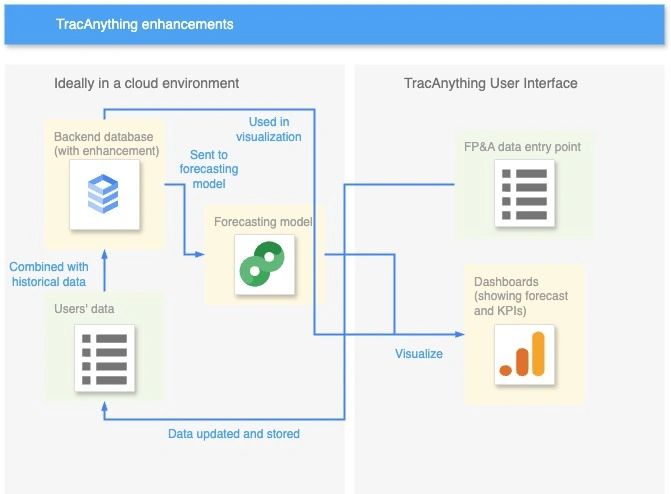 TracAnything enhancements
Ideally in a cloud environment
TracAnything User Interface
Backend database
(with enhancement)
Used in
visualization
FP&A data entry point
Sent to
forecasting
model
Forecasting model
Combined with
historical data
Dashboards
(showing forecast
and KPIs)
Users' data
Visualize
Data updated and stored